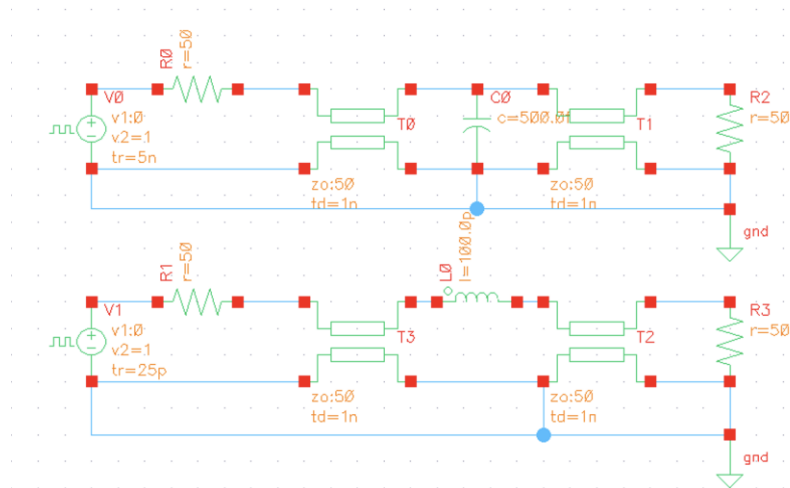 R0
r=50
V0
v1:0
v2=1
tr=5n
T0
zo:50
td=1n
C0
c=500.0f
T1
zo:50
td=1n
R2
r=50
gnd
R1
r=50
V1
v1:0
v2=1
tr=25p
T3
zo:50
td=1n
L0
l=100.0p
T2
zo:50
td=1n
R3
r=50
gnd